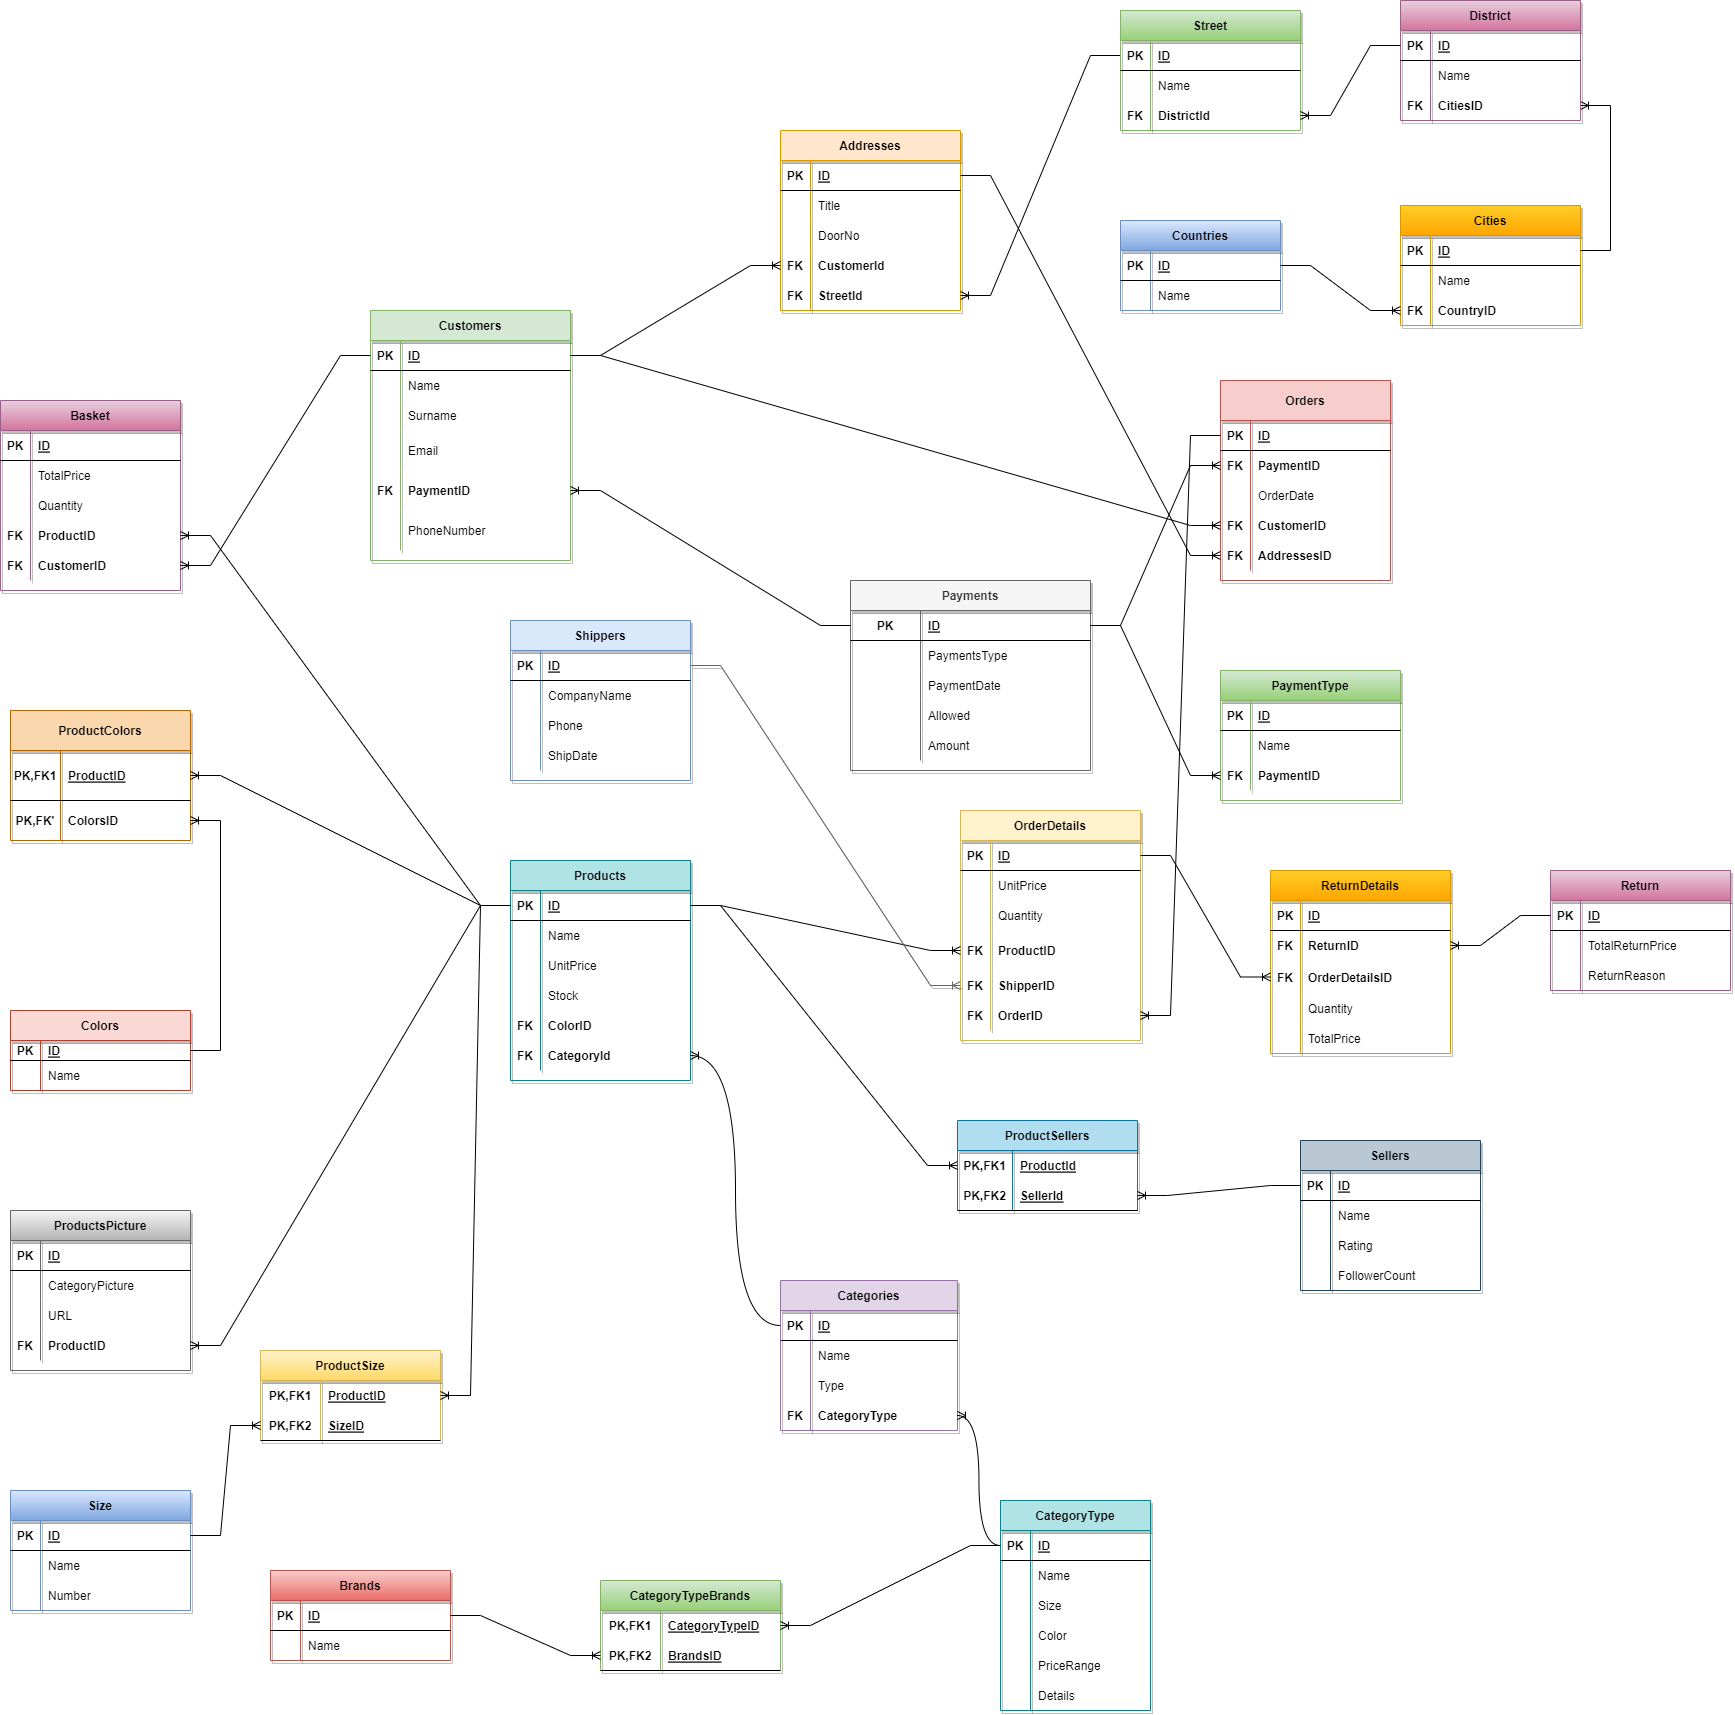 Street
PK ID
Name
FK DistrictId
District
PK ID
Name
FK CitiesID
Addresses
PK ID
Title
DoorNo
FK CustomerId
FK StreetId
Countries
PK ID
Name
Cities
PK ID
Name
FK CountryID
Customers
PK ID
Name
Surname
Email
FK PaymentID
PhoneNumber
Basket
PK ID
TotalPrice
Quantity
FK ProductID
FK CustomerID
Orders
PK ID
FK PaymentID
OrderDate
FK CustomerID
FK AddressesID
Payments
PK ID
PaymentsType
PaymentDate
Allowed
Amount
Shippers
PK ID
CompanyName
Phone
ShipDate
PaymentType
PK ID
Name
FK PaymentID
ProductColors
PK,FK1 ProductID
PK,FK' ColorsID
OrderDetails
PK ID
UnitPrice
Quantity
FK ProductID
FK ShipperID
FK OrderID
Products
PK ID
Name
UnitPrice
Stock
FK ColorID
FK CategoryId
ReturnDetails
PK ID
FK ReturnID
FK OrderDetailsID
Quantity
TotalPrice
Return
PK ID
TotalReturnPrice
ReturnReason
Colors
PK ID
Name
ProductSellers
PK,FK1 ProductId
PK,FK2 SellerId
Sellers
PK ID
Name
Rating
FollowerCount
ProductsPicture
PK ID
CategoryPicture
URL
FK ProductID
Categories
PK ID
Name
Type
FK CategoryType
ProductSize
PK,FK1 ProductID
PK,FK2 SizeID
Size
PK ID
Name
Number
Brands
PK ID
Name
CategoryTypeBrands
PK,FK1 CategoryTypeID
PK,FK2 BrandsID
CategoryType
PK ID
Name
Size
Color
PriceRange
Details